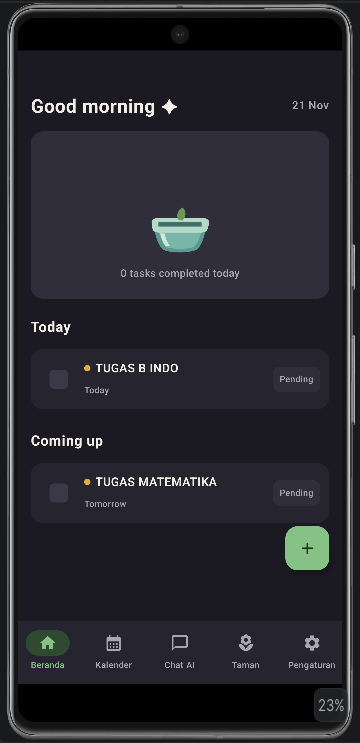 Good morning ✦
21 Nov
0 tasks completed today
Today
TUGAS B INDO
Today
Pending
Coming up
TUGAS MATEMATIKA
Tomorrow
Pending
+
Beranda
Kalender
Chat AI
Taman
Pengaturan
23%